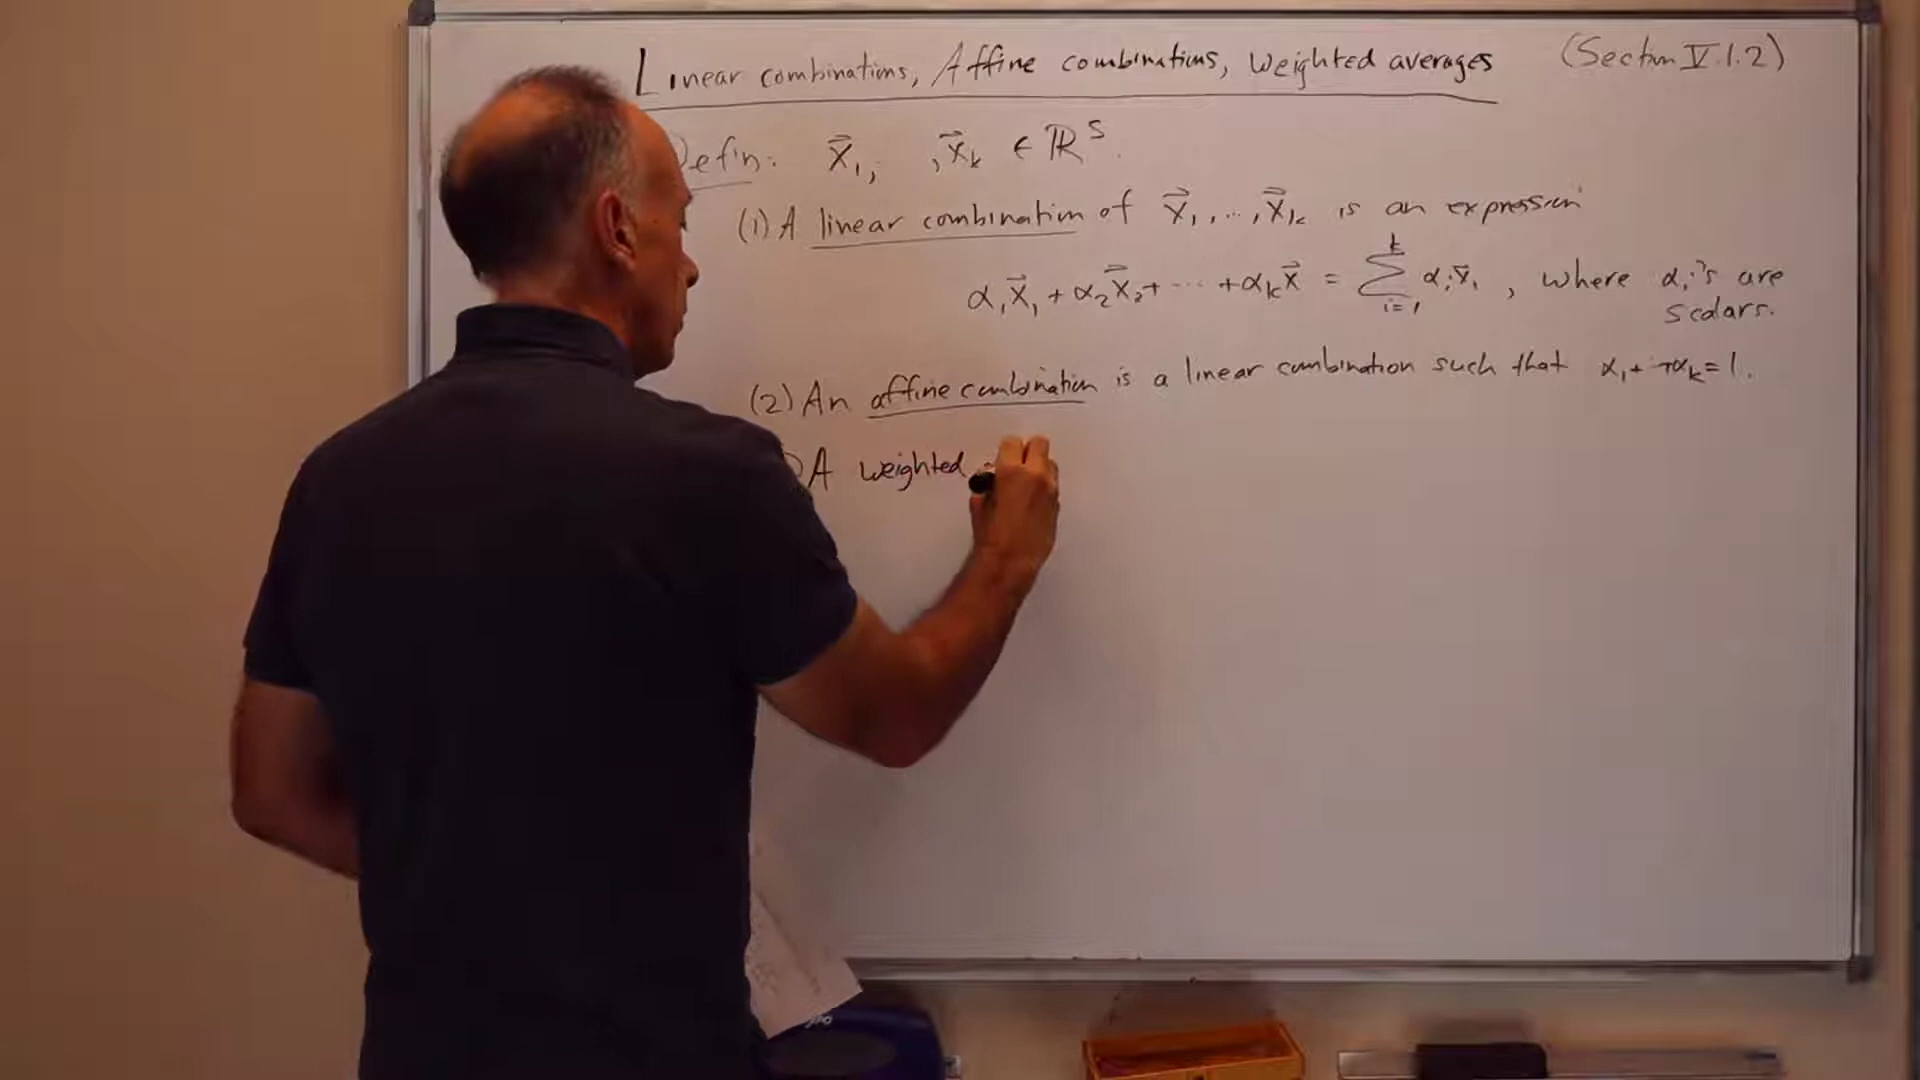 Linear combinations, Affine combinations, Weighted averages (Section V.1.2)
Defin: x⃗₁, , x⃗ₖ ∈ ℝˢ.
(1) A linear combination of x⃗₁, ..., x⃗ₖ is an expression
α₁x⃗₁ + α₂x⃗₂ + ... + αₖx⃗ = ∑ᵢ₌₁ᵏ αᵢx⃗ᵢ, where αᵢ's are
scalars.
(2) An affine combination is a linear combination such that α₁ + ... + αₖ = 1.
) A weighted